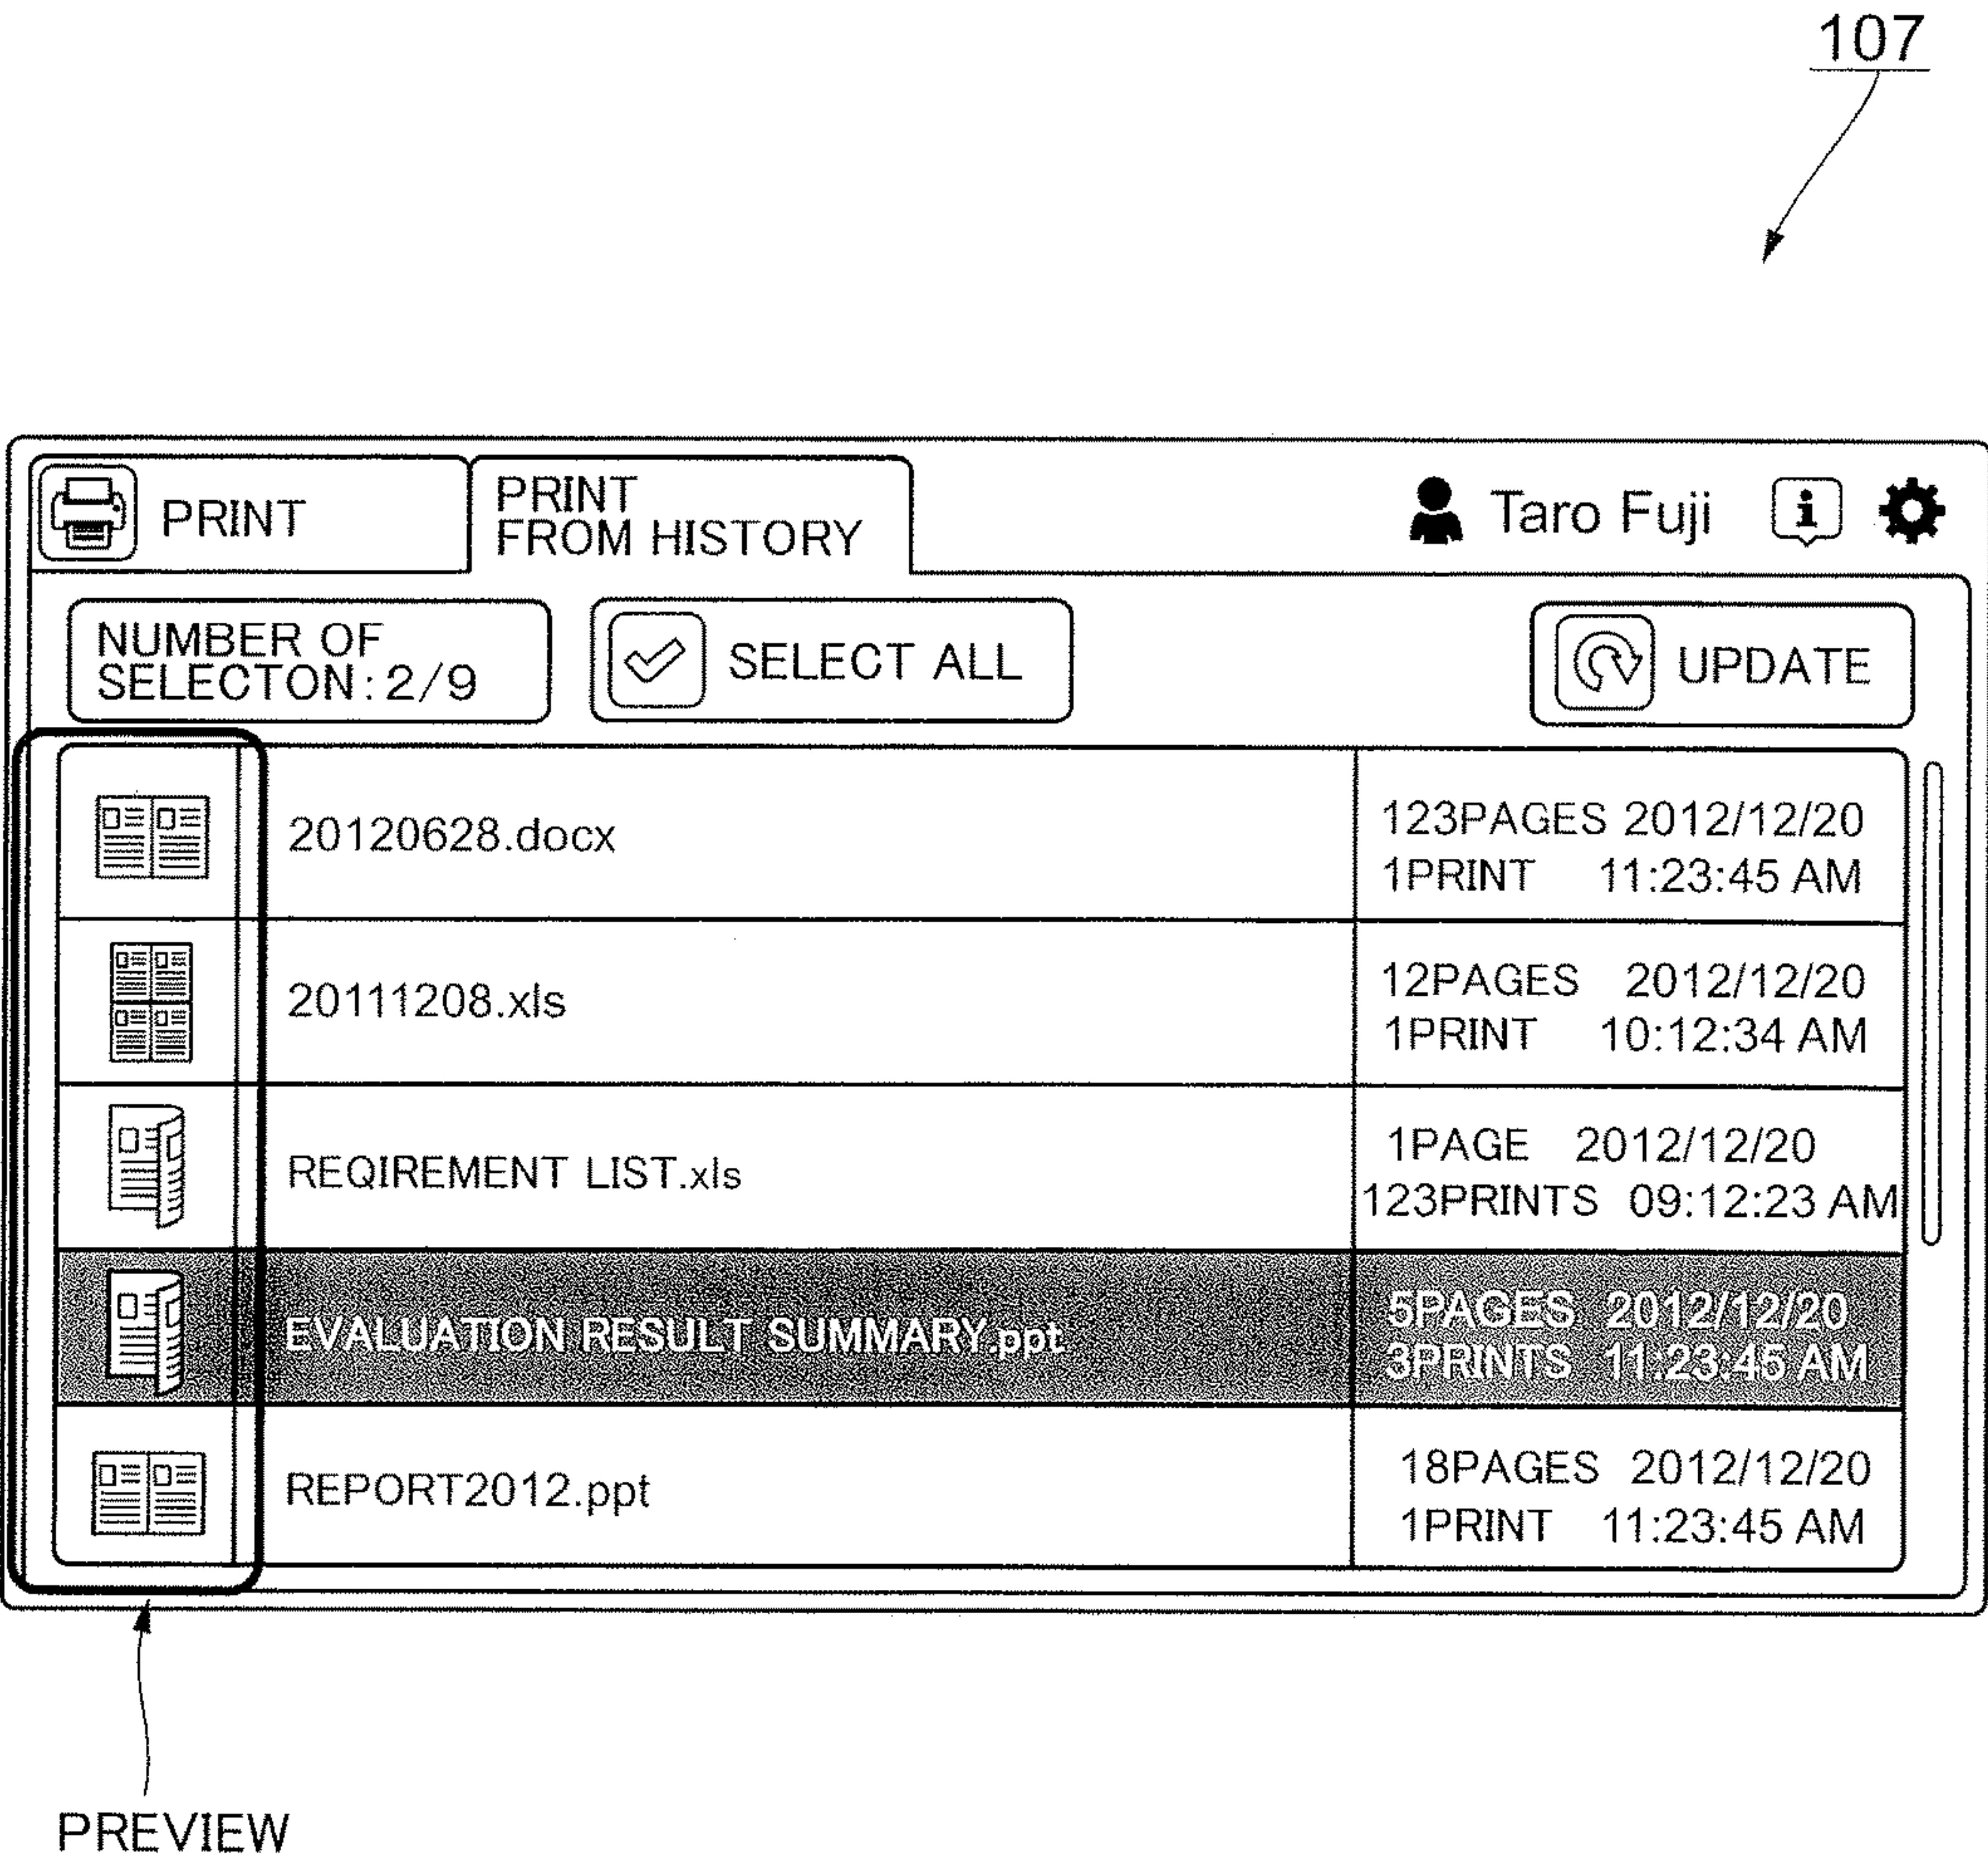 107
PRINT
PRINT
FROM HISTORY
Taro Fuji
i
NUMBER OF
SELECTON:2/9
SELECT ALL
UPDATE
20120628.docx
123PAGES 2012/12/20
1PRINT 11:23:45 AM
20111208.xls
12PAGES 2012/12/20
1PRINT 10:12:34 AM
REQIREMENT LIST.xls
1PAGE 2012/12/20
123PRINTS 09:12:23 AM
EVALUATION RESULT SUMMARY.ppt
5PAGES 2012/12/20
3PRINTS 11:23:45 AM
REPORT2012.ppt
18PAGES 2012/12/20
1PRINT 11:23:45 AM
PREVIEW